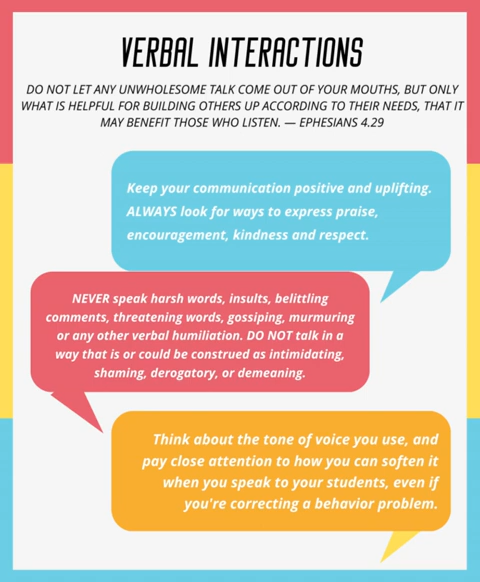 VERBAL INTERACTIONS
DO NOT LET ANY UNWHOLESOME TALK COME OUT OF YOUR MOUTHS, BUT ONLY
WHAT IS HELPFUL FOR BUILDING OTHERS UP ACCORDING TO THEIR NEEDS, THAT IT
MAY BENEFIT THOSE WHO LISTEN. — EPHESIANS 4.29
Keep your communication positive and uplifting.
ALWAYS look for ways to express praise,
encouragement, kindness and respect.
NEVER speak harsh words, insults, belittling
comments, threatening words, gossiping, murmuring
or any other verbal humiliation. DO NOT talk in a
way that is or could be construed as intimidating,
shaming, derogatory, or demeaning.
Think about the tone of voice you use, and
pay close attention to how you can soften it
when you speak to your students, even if
you're correcting a behavior problem.